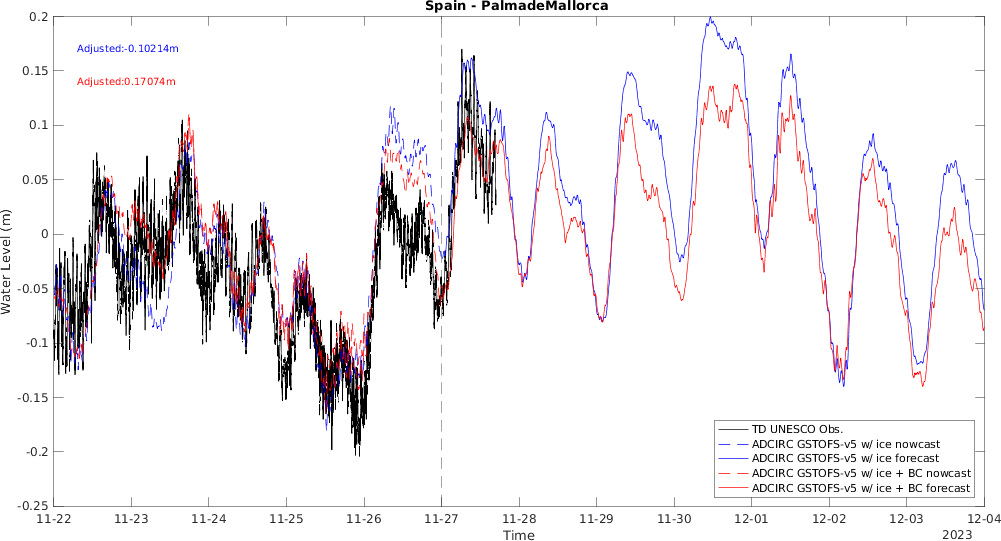 Spain - PalmadeMallorca
0.2
0.15
0.1
0.05
0
-0.05
-0.1
-0.15
-0.2
-0.25
Water Level (m)
Adjusted:-0.10214m
Adjusted:0.17074m
TD UNESCO Obs.
ADCIRC GSTOFS-v5 w/ ice nowcast
ADCIRC GSTOFS-v5 w/ ice forecast
ADCIRC GSTOFS-v5 w/ ice + BC nowcast
ADCIRC GSTOFS-v5 w/ ice + BC forecast
11-22 11-23 11-24 11-25 11-26 11-27 11-28 11-29 11-30 12-01 12-02 12-03 12-04
Time
2023